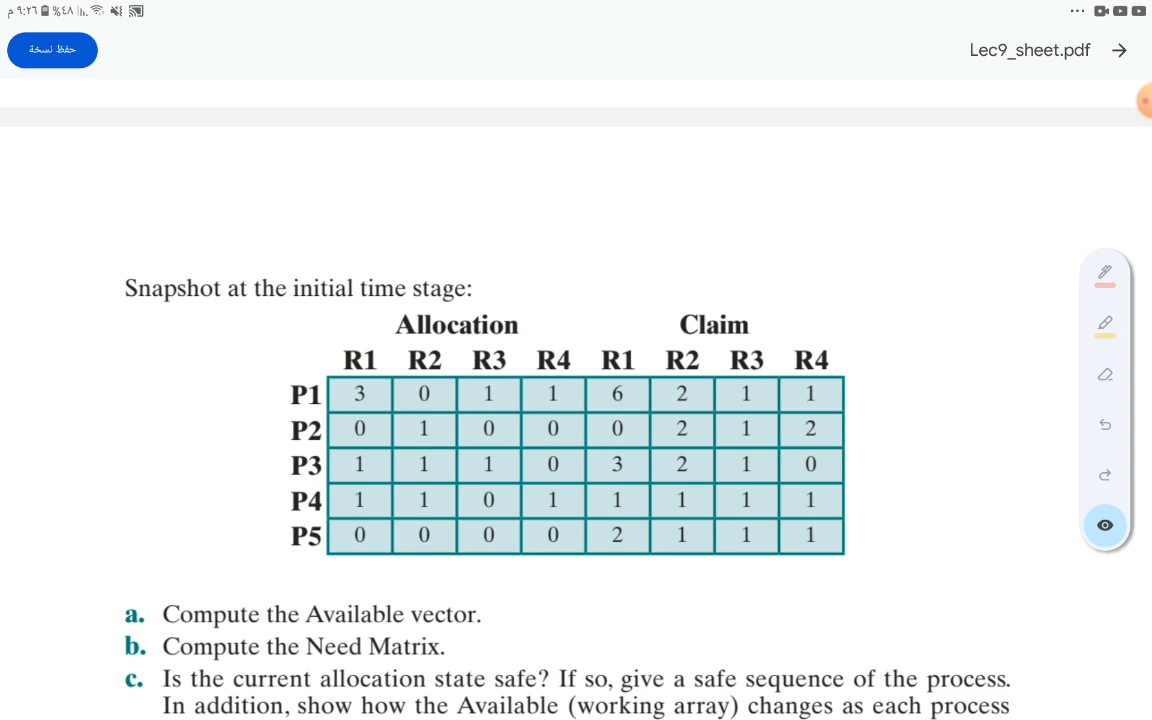 م ٩:٢٦ %٤٨
حفظ نسخة
Lec9_sheet.pdf
Snapshot at the initial time stage:
Allocation Claim
R1 R2 R3 R4 R1 R2 R3 R4
P1 3 0 1 1 6 2 1 1
P2 0 1 0 0 0 2 1 2
P3 1 1 1 0 3 2 1 0
P4 1 1 0 1 1 1 1 1
P5 0 0 0 0 2 1 1 1
a. Compute the Available vector.
b. Compute the Need Matrix.
c. Is the current allocation state safe? If so, give a safe sequence of the process.
In addition, show how the Available (working array) changes as each process